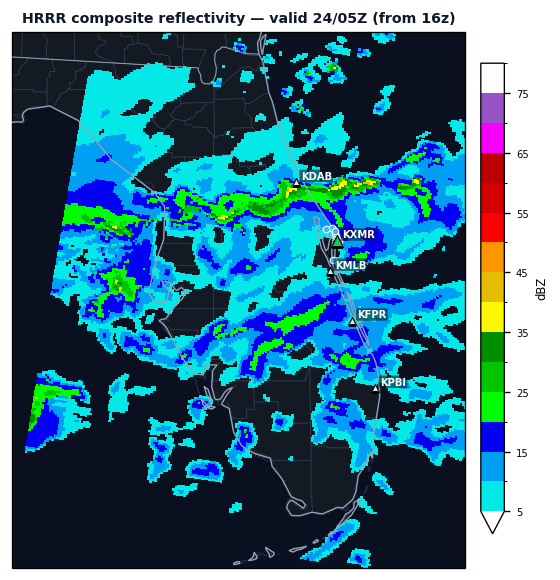 HRRR composite reflectivity — valid 24/05Z (from 16z)
KDAB
KXMR
KMLB
KFPR
KPBI
75
65
55
45
35
25
15
5
dBZ